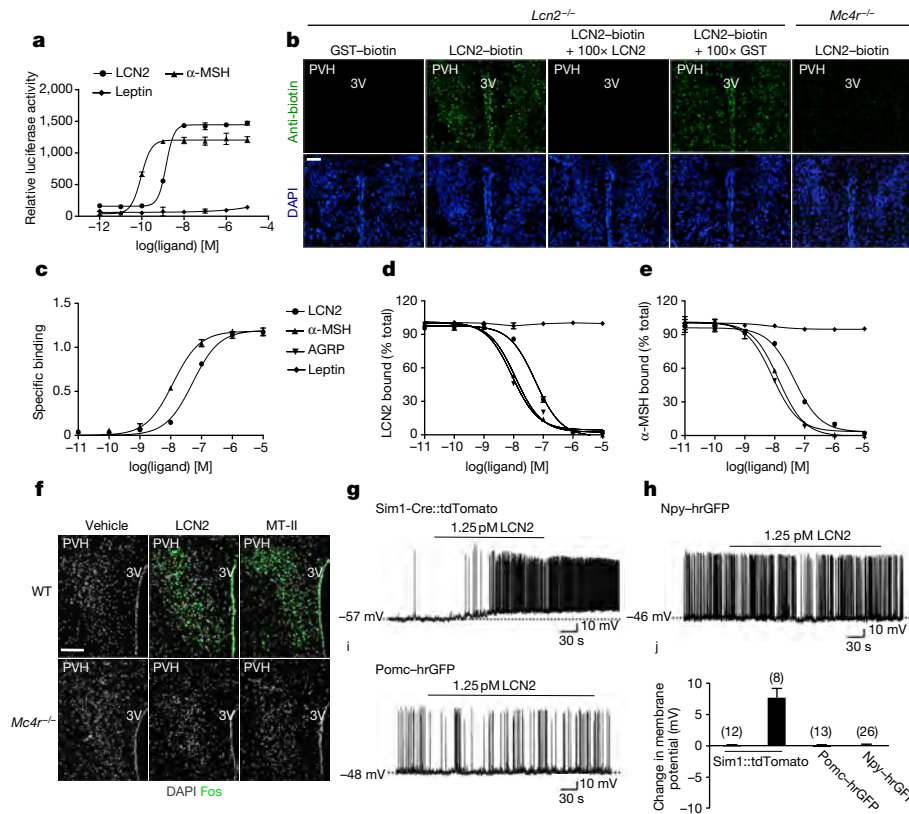 a
LCN2
α-MSH
Leptin
Relative luciferase activity
2,000
1,500
1,000
500
0
−12
−10
−8
−6
−4
log(ligand) [M]
b
Lcn2−/−
Mc4r−/−
GST–biotin
LCN2–biotin
LCN2–biotin
+ 100× LCN2
LCN2–biotin
+ 100× GST
LCN2–biotin
Anti-biotin
DAPI
PVH
3V
PVH
3V
PVH
3V
PVH
3V
PVH
3V
c
Specific binding
1.5
1.0
0.5
0
−11
−10
−9
−8
−7
−6
−5
log(ligand) [M]
LCN2
α-MSH
AGRP
Leptin
d
LCN2 bound (% total)
120
90
60
30
0
−11
−10
−9
−8
−7
−6
−5
log(ligand) [M]
e
α-MSH bound (% total)
120
90
60
30
0
−11
−10
−9
−8
−7
−6
−5
log(ligand) [M]
f
Vehicle
LCN2
MT-II
WT
Mc4r−/−
PVH
3V
PVH
3V
PVH
3V
PVH
3V
PVH
3V
PVH
3V
DAPI Fos
g
Sim1-Cre::tdTomato
1.25 pM LCN2
−57 mV
10 mV
30 s
h
Npy–hrGFP
1.25 pM LCN2
−46 mV
10 mV
30 s
i
Pomc–hrGFP
1.25 pM LCN2
−48 mV
10 mV
30 s
j
Change in membrane
potential (mV)
10
5
0
−5
−10
(12)
(8)
(13)
(26)
Sim1::tdTomato
Pomc–hrGFP
Npy–hrGFP